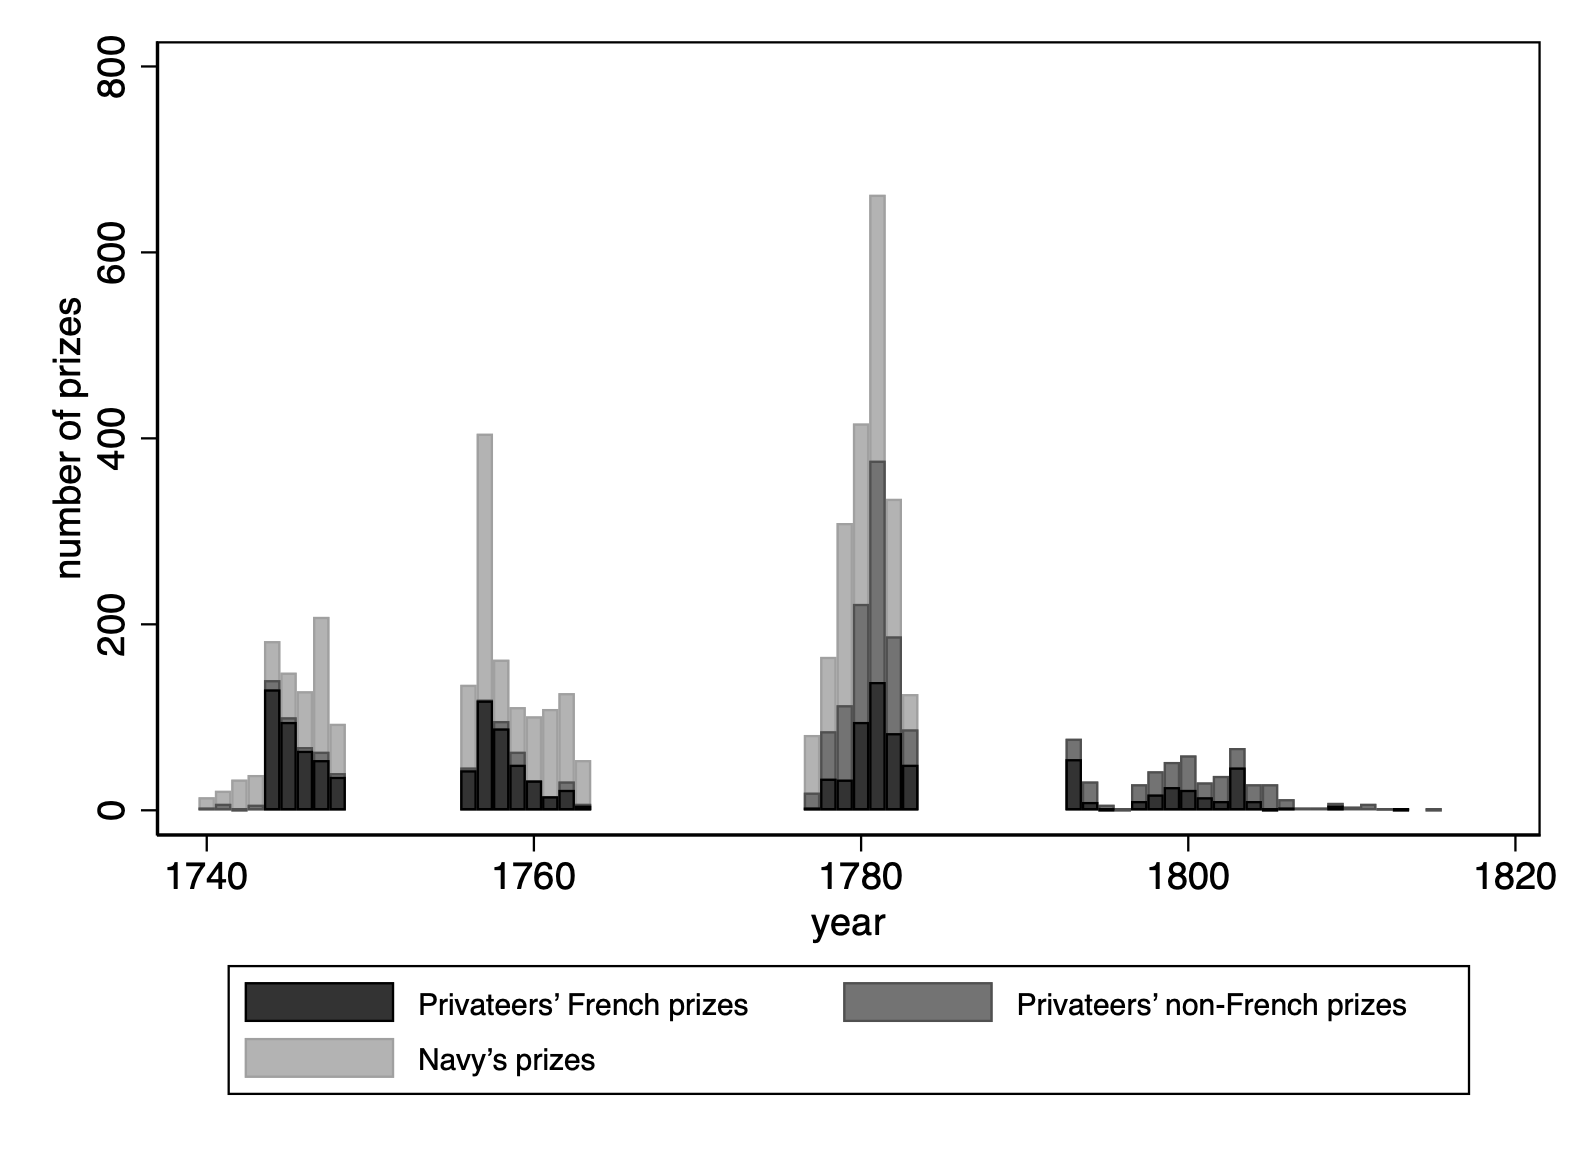 800
600
400
200
0
number of prizes
1740 1760 1780 1800 1820
year
Privateers’ French prizes Privateers’ non-French prizes
Navy’s prizes